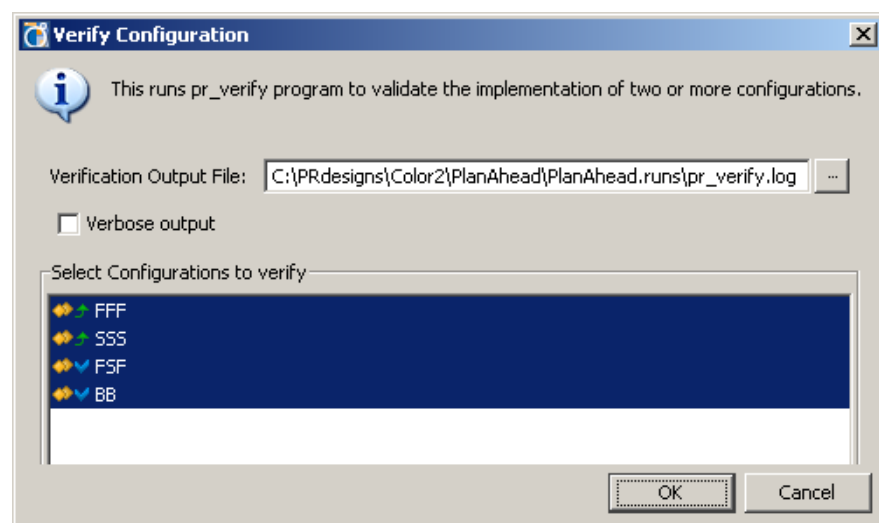 Verify Configuration
This runs pr_verify program to validate the implementation of two or more configurations.
Verification Output File: C:\PRdesigns\Color2\PlanAhead\PlanAhead.runs\pr_verify.log ...
Verbose output
Select Configurations to verify
FFF
SSS
FSF
BB
OK Cancel